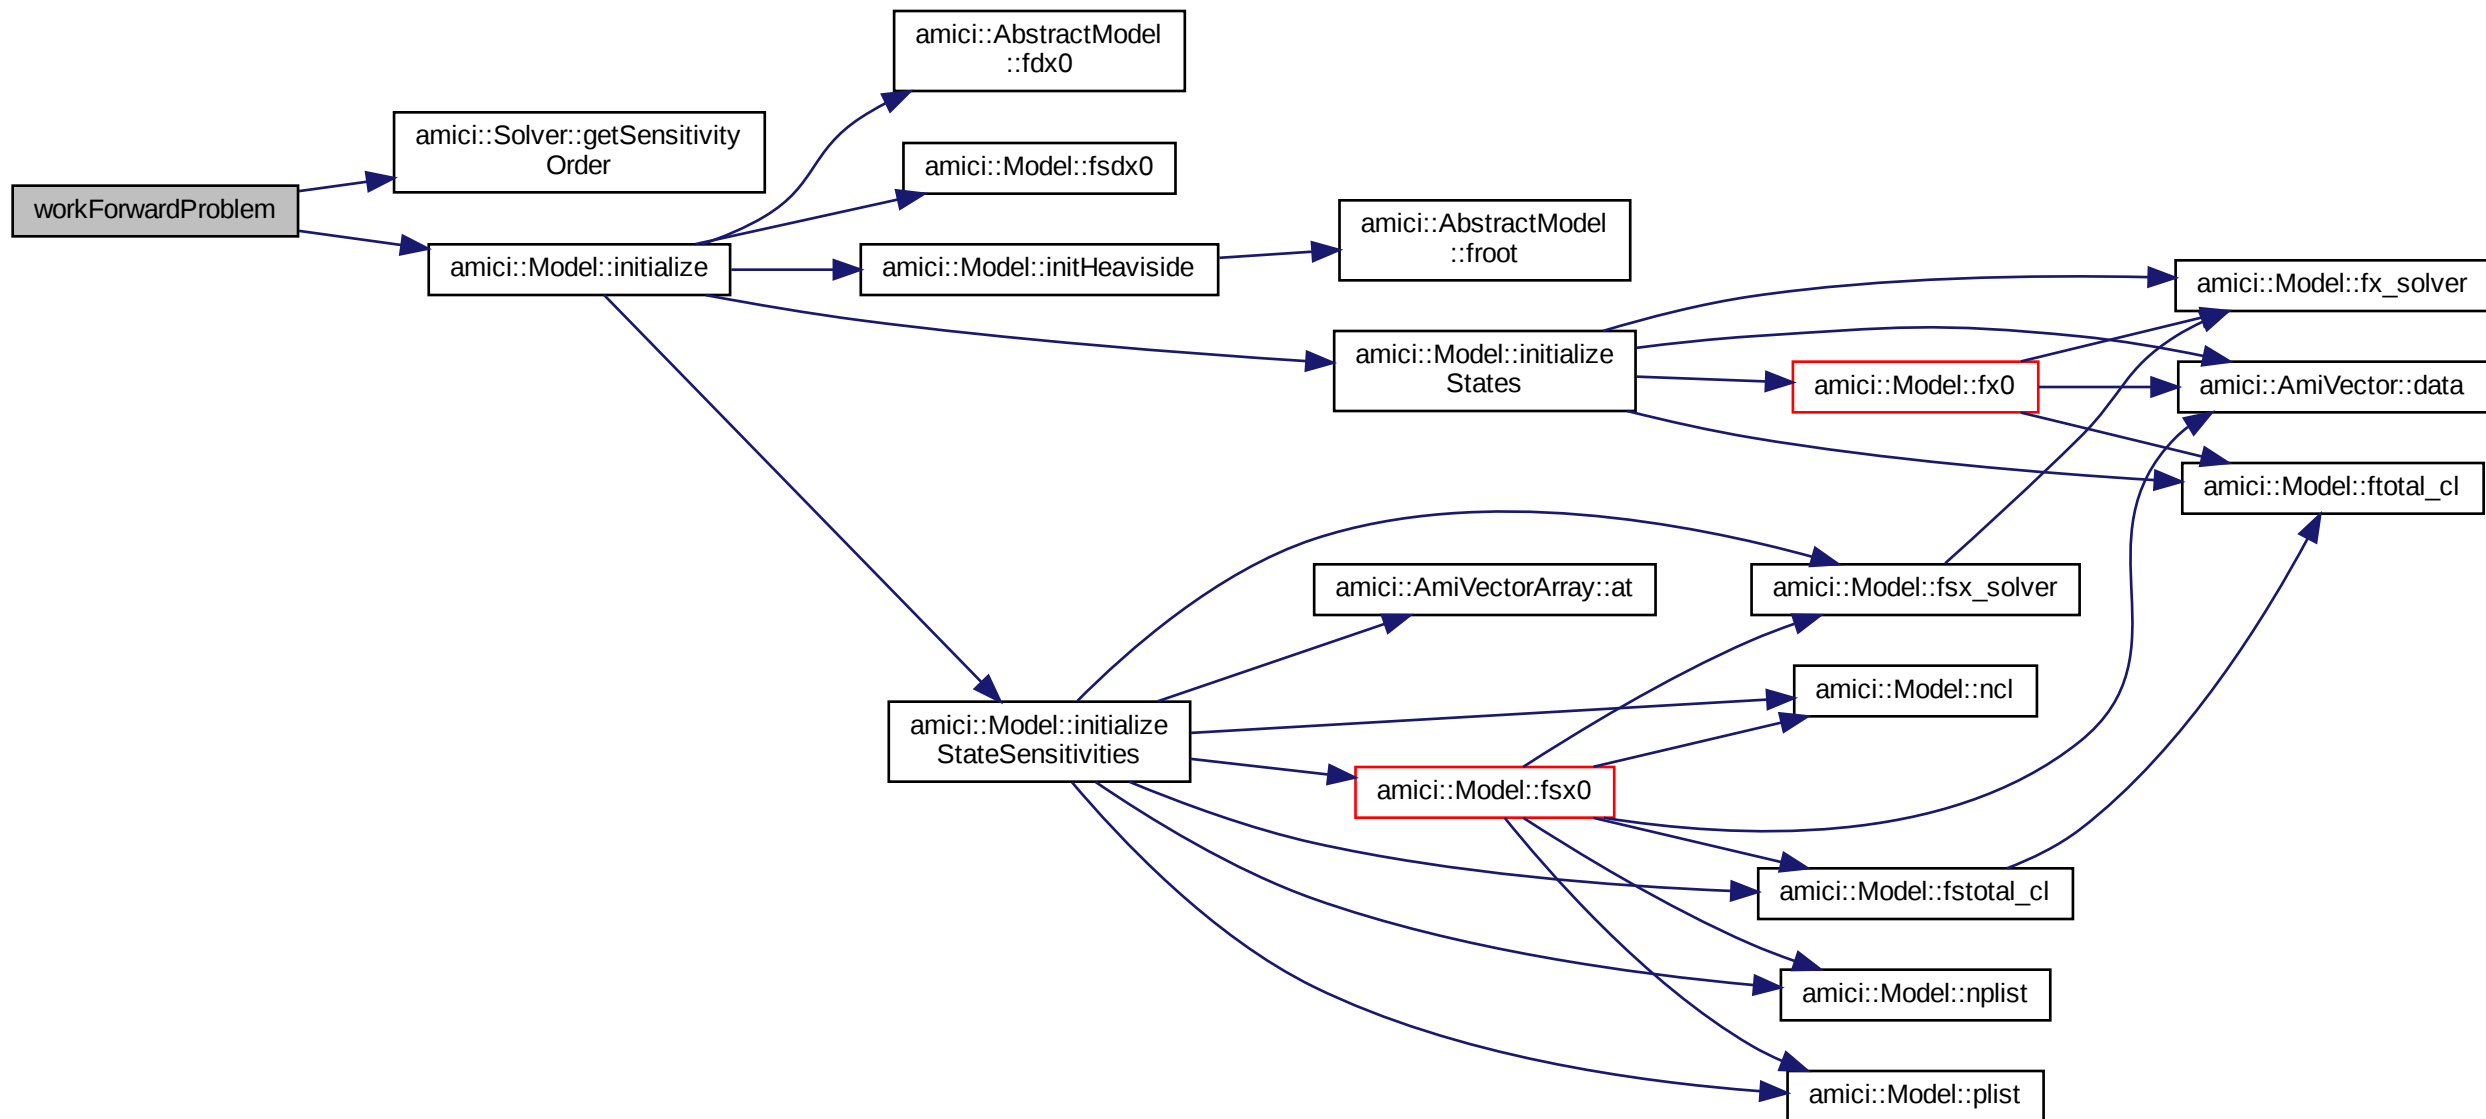 workForwardProblem
amici::Solver::getSensitivity
Order
amici::Model::initialize
amici::AbstractModel
::fdx0
amici::Model::fsdx0
amici::Model::initHeaviside
amici::AbstractModel
::froot
amici::Model::initialize
States
amici::Model::fx0
amici::Model::fx_solver
amici::AmiVector::data
amici::Model::ftotal_cl
amici::Model::initialize
StateSensitivities
amici::AmiVectorArray::at
amici::Model::fsx0
amici::Model::fsx_solver
amici::Model::ncl
amici::Model::fstotal_cl
amici::Model::nplist
amici::Model::plist